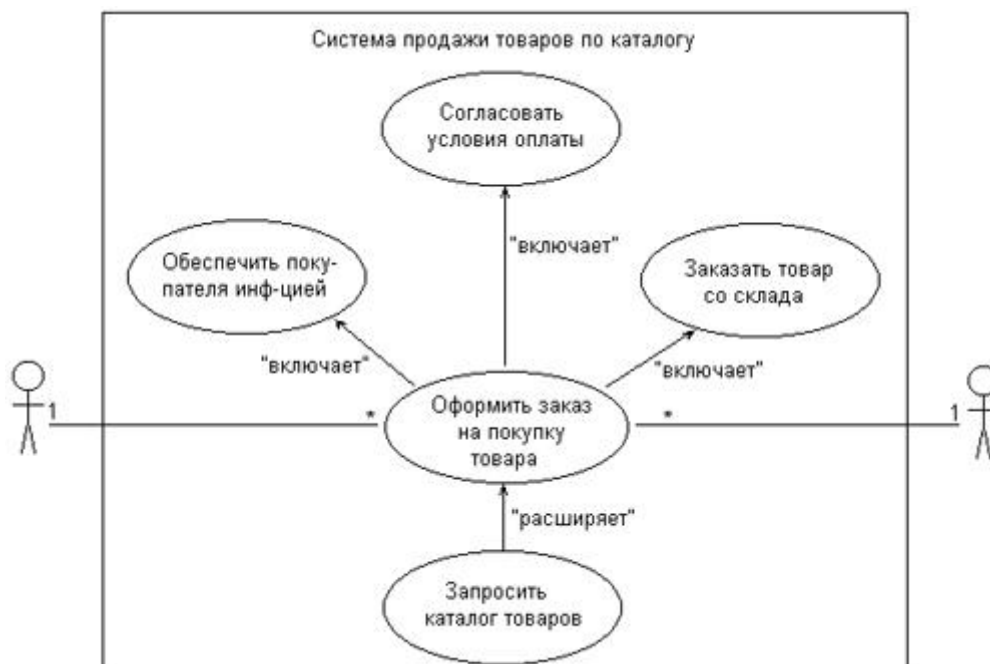 Система продажи товаров по каталогу
Согласовать
условия оплаты
"включает"
Обеспечить поку-
пателя инф-цией
Заказать товар
со склада
"включает"
"включает"
1
*
Оформить заказ
на покупку
товара
*
1
"расширяет"
Запросить
каталог товаров